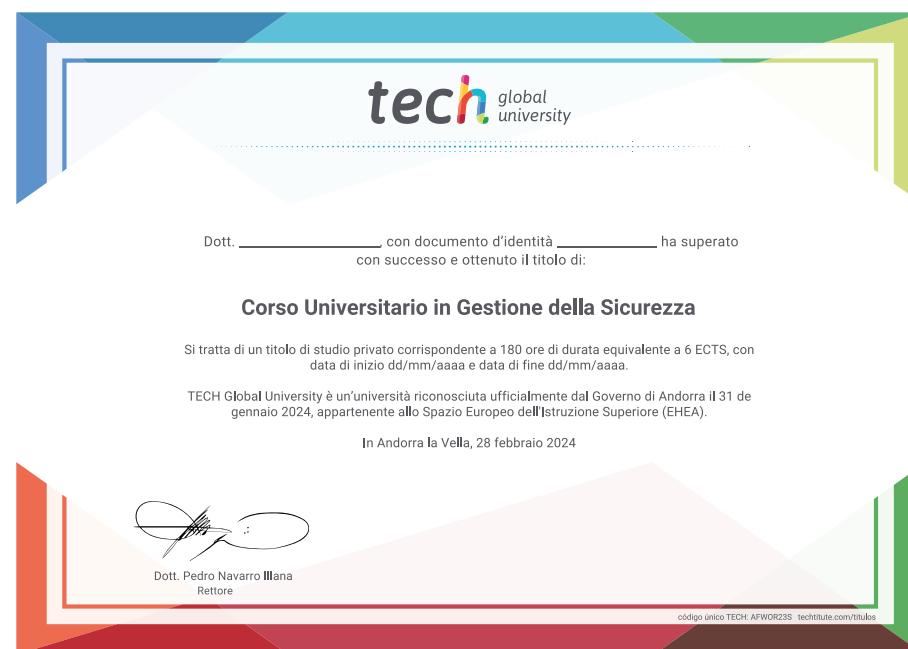 tech global university
Dott. ____________, con documento d'identità ____________ ha superato
con successo e ottenuto il titolo di:
Corso Universitario in Gestione della Sicurezza
Si tratta di un titolo di studio privato corrispondente a 180 ore di durata equivalente a 6 ECTS, con
data di inizio dd/mm/aaaa e data di fine dd/mm/aaaa.
TECH Global University è un'università riconosciuta ufficialmente dal Governo di Andorra il 31 de
gennaio 2024, appartenente allo Spazio Europeo dell'Istruzione Superiore (EHEA).
In Andorra la Vella, 28 febbraio 2024
Dott. Pedro Navarro Illana
Rettore
código único TECH: AFWOR23S techtitute.com/titulos